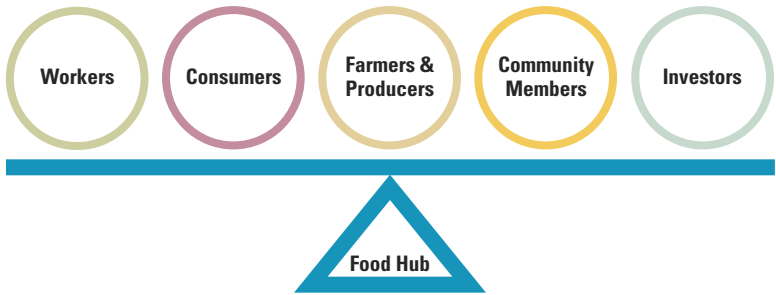 Workers
Consumers
Farmers &
Producers
Community
Members
Investors
Food Hub